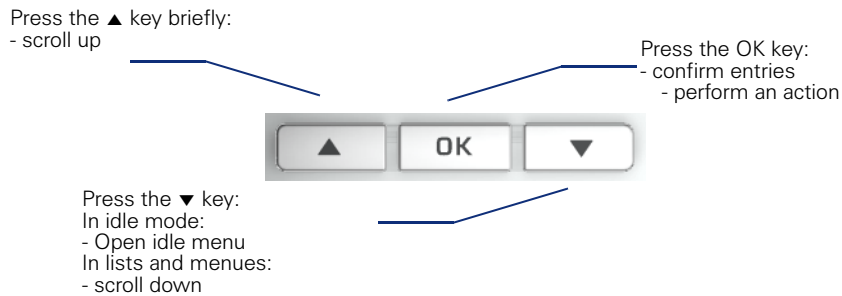 Press the ▲ key briefly:
- scroll up
Press the OK key:
- confirm entries
- perform an action
▲ OK ▼
Press the ▼ key:
In idle mode:
- Open idle menu
In lists and menues:
- scroll down